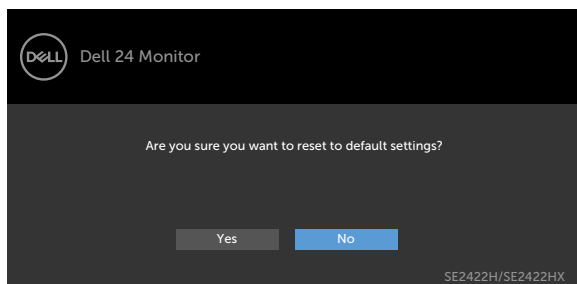 DELL Dell 24 Monitor
Are you sure you want to reset to default settings?
Yes No
SE2422H/SE2422HX